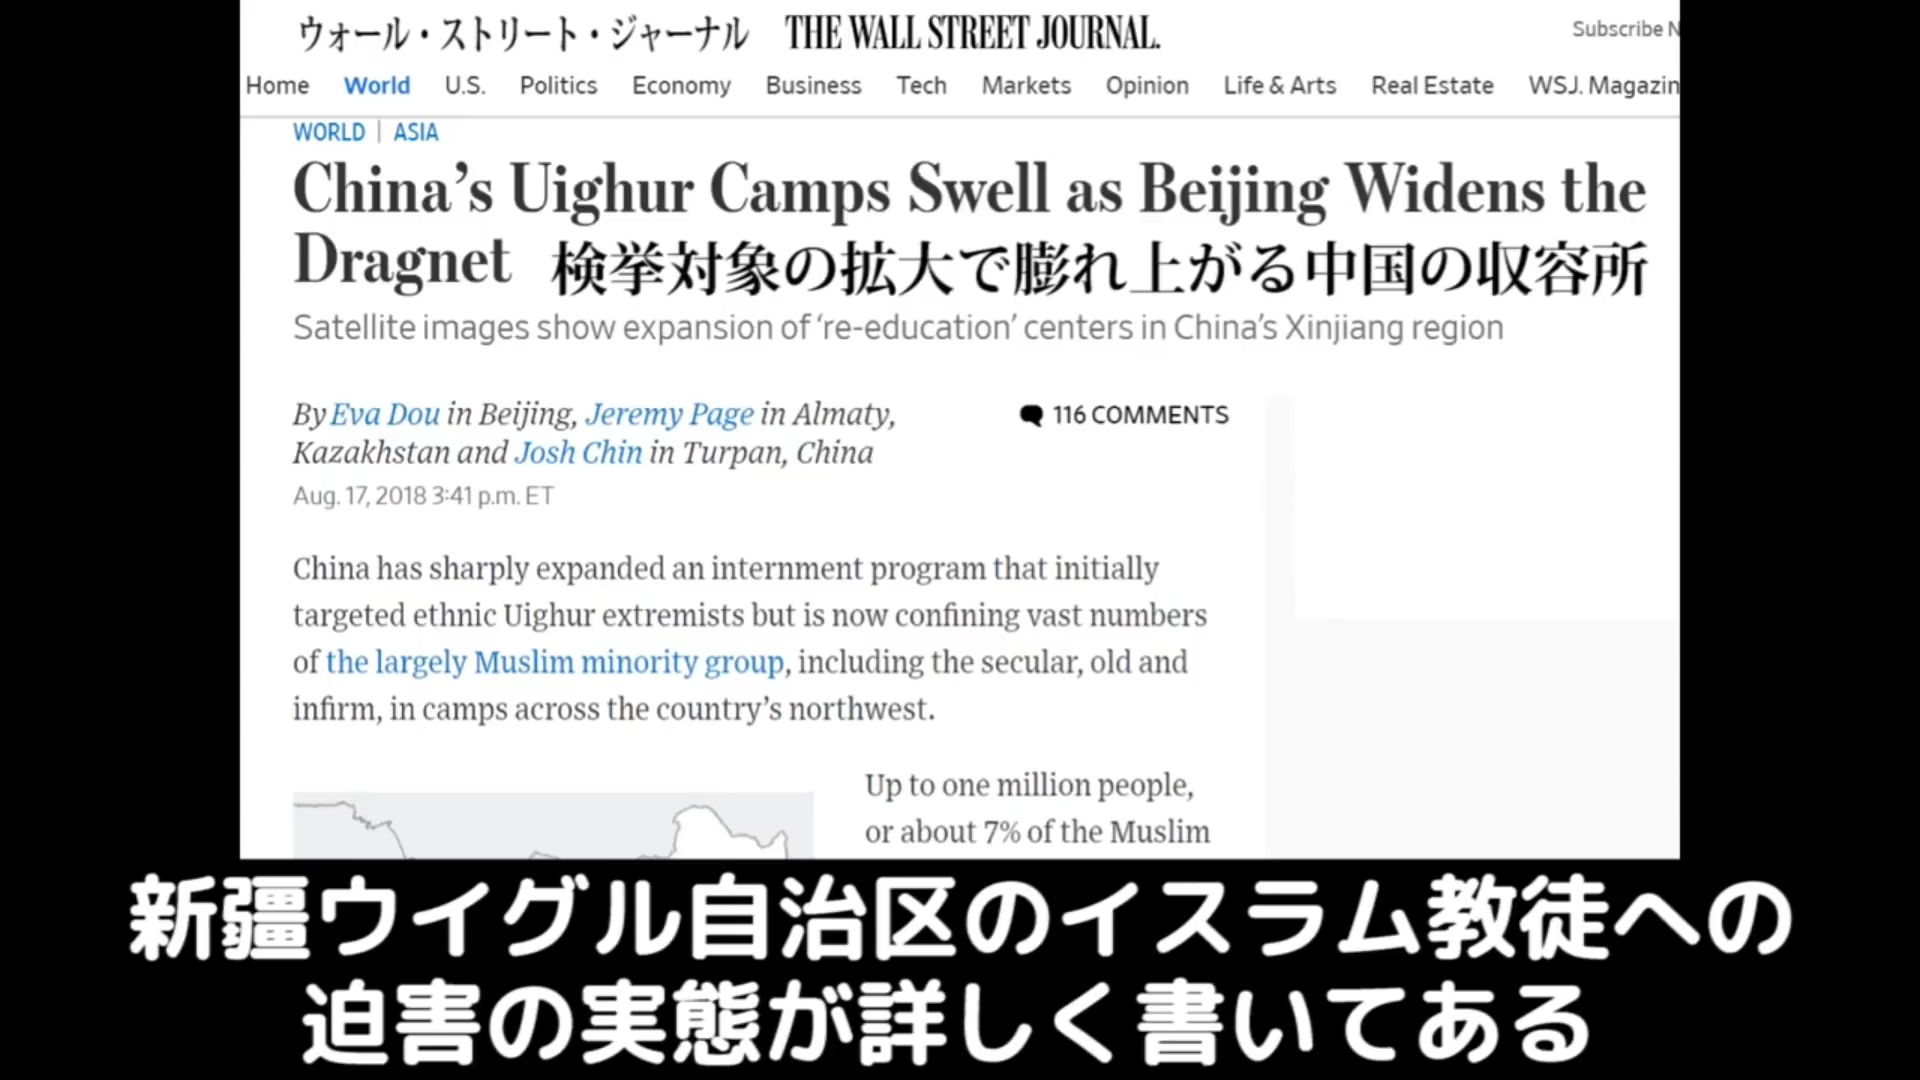 ウォール・ストリート・ジャーナル THE WALL STREET JOURNAL.
Subscribe N
Home World U.S. Politics Economy Business Tech Markets Opinion Life & Arts Real Estate WSJ. Magazin
WORLD | ASIA
China's Uighur Camps Swell as Beijing Widens the
Dragnet 検挙対象の拡大で膨れ上がる中国の収容所
Satellite images show expansion of 're-education' centers in China's Xinjiang region
By Eva Dou in Beijing, Jeremy Page in Almaty,
Kazakhstan and Josh Chin in Turpan, China
Aug. 17, 2018 3:41 p.m. ET
116 COMMENTS
China has sharply expanded an internment program that initially
targeted ethnic Uighur extremists but is now confining vast numbers
of the largely Muslim minority group, including the secular, old and
infirm, in camps across the country's northwest.
Up to one million people,
or about 7% of the Muslim
新疆ウイグル自治区のイスラム教徒への
迫害の実態が詳しく書いてある